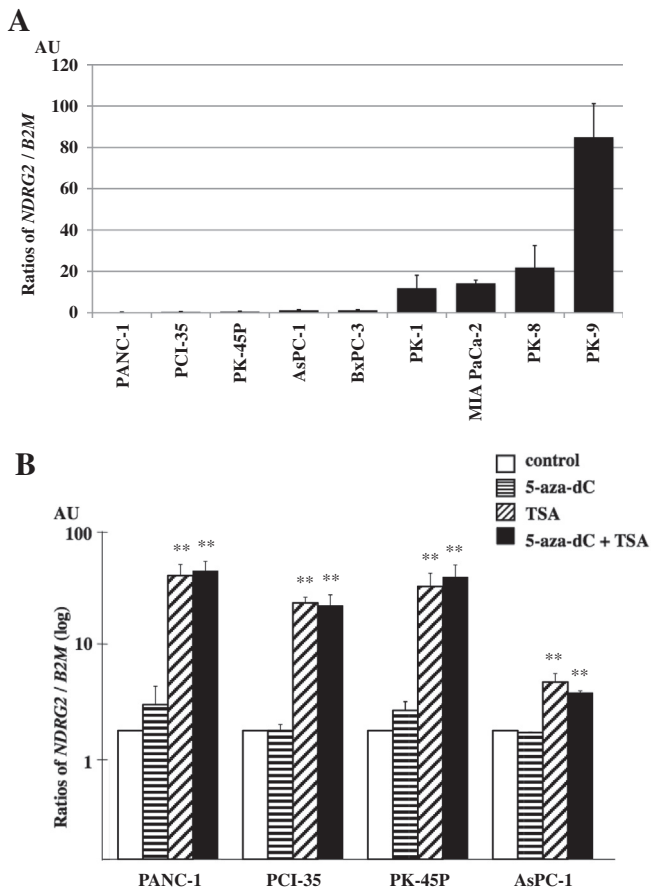 A
AU
120
100
80
60
40
20
0
Ratios of NDRG2 / B2M
PANC-1
PCI-35
PK-45P
AsPC-1
BxPC-3
PK-1
MIA PaCa-2
PK-8
PK-9
B
control
5-aza-dC
TSA
5-aza-dC + TSA
AU
100
10
1
Ratios of NDRG2 / B2M (log)
** **
** **
** **
** **
PANC-1
PCI-35
PK-45P
AsPC-1